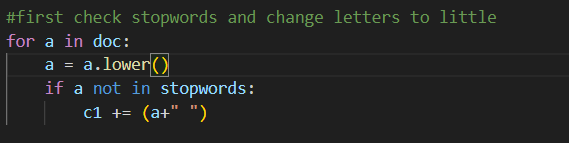 #first check stopwords and change letters to little
for a in doc:
    a = a.lower()
    if a not in stopwords:
        c1 += (a+" ")